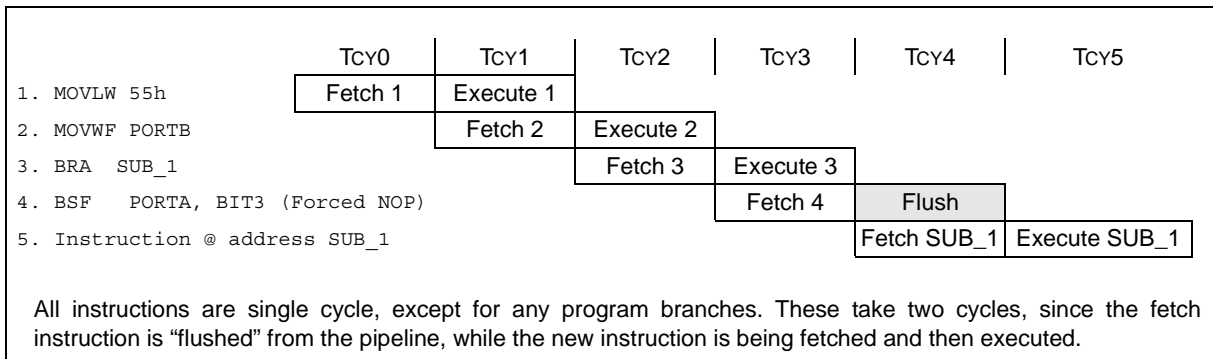 TCY0 TCY1 TCY2 TCY3 TCY4 TCY5
1. MOVLW 55h Fetch 1 Execute 1
2. MOVWF PORTB Fetch 2 Execute 2
3. BRA SUB_1 Fetch 3 Execute 3
4. BSF PORTA, BIT3 (Forced NOP) Fetch 4 Flush
5. Instruction @ address SUB_1 Fetch SUB_1 Execute SUB_1
All instructions are single cycle, except for any program branches. These take two cycles, since the fetch
instruction is “flushed” from the pipeline, while the new instruction is being fetched and then executed.